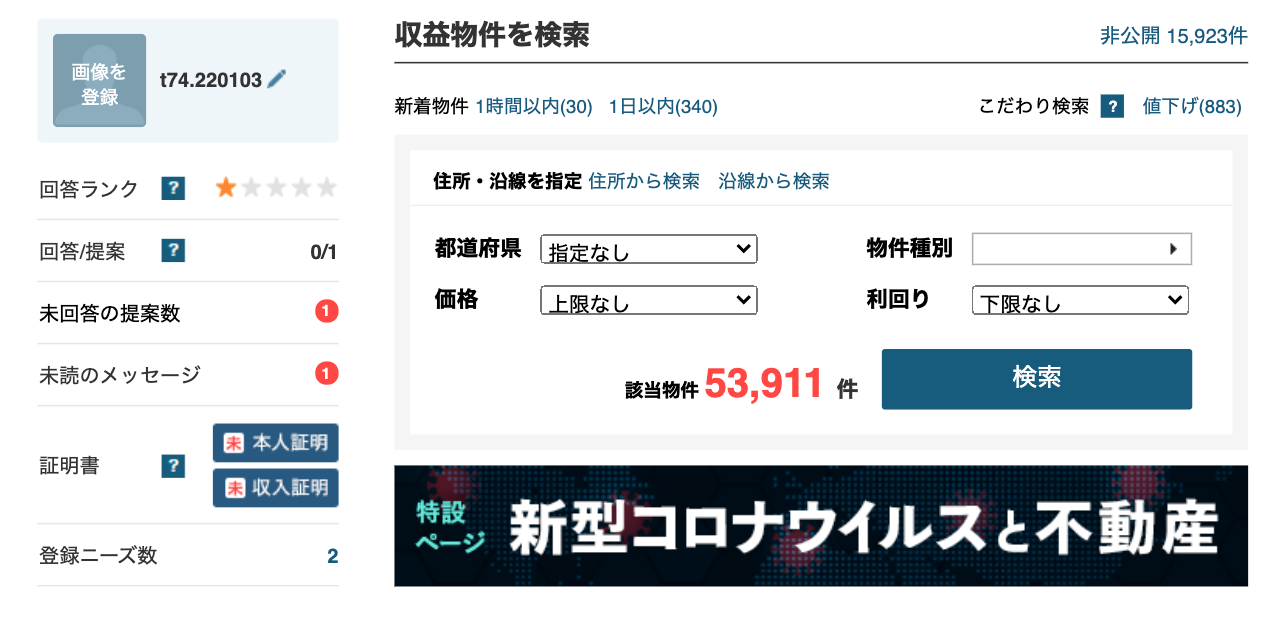 画像を
登録
t74.220103
回答ランク ?
回答/提案 ? 0/1
未回答の提案数 1
未読のメッセージ 1
証明書 ?
未 本人証明
未 収入証明
登録ニーズ数 2
収益物件を検索
非公開 15,923件
新着物件 1時間以内(30) 1日以内(340)
こだわり検索 ? 値下げ(883)
住所・沿線を指定 住所から検索 沿線から検索
都道府県 指定なし 物件種別
価格 上限なし 利回り 下限なし
該当物件 53,911 件 検索
特設
ページ
新型コロナウイルスと不動産